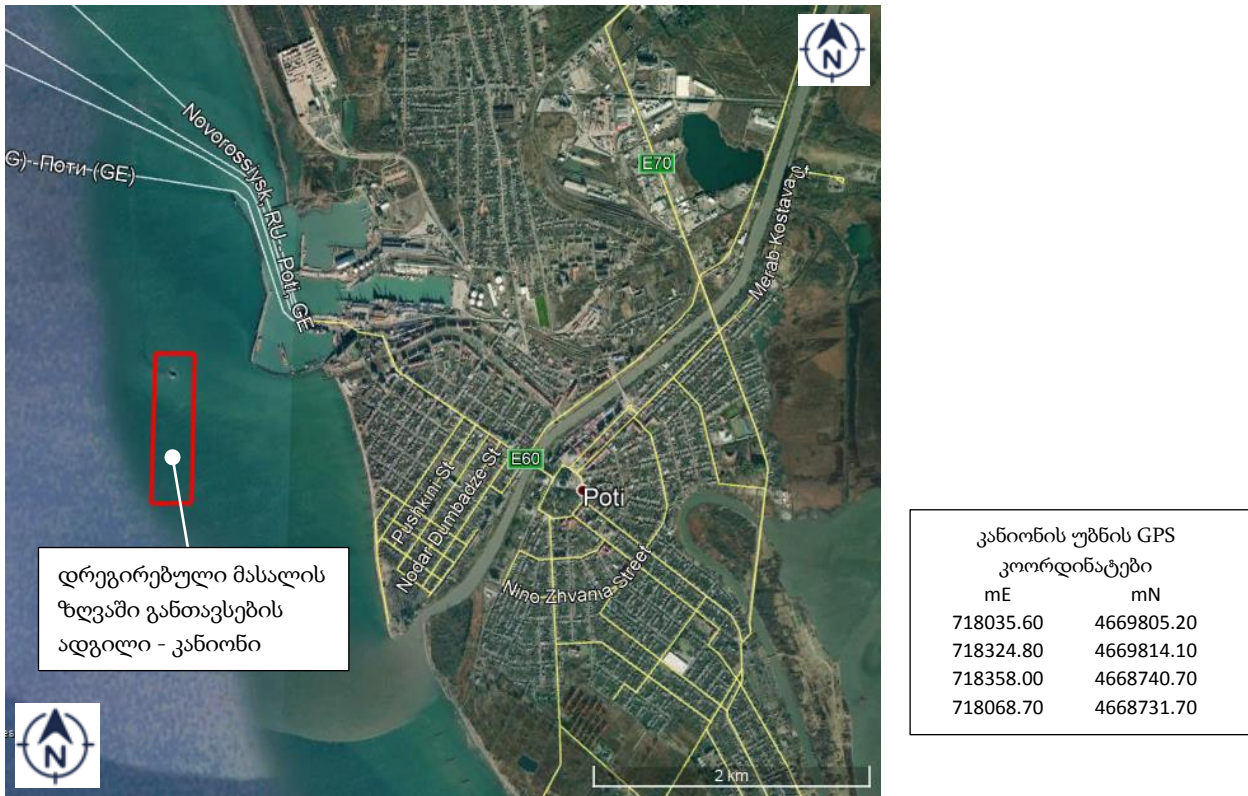 N
E70
Novorossiysk, RU--Poti, GE
G)--Поти (GE)
Merab Kostava St
E60
Pushkini St
Nodar Dumbadze St
Poti
Nino Zhvania Street
დრეგირებული მასალის
ზღვაში განთავსების
ადგილი - კანიონი
N
2 km
კანიონის უბნის GPS
კოორდინატები
mE mN
718035.60 4669805.20
718324.80 4669814.10
718358.00 4668740.70
718068.70 4668731.70